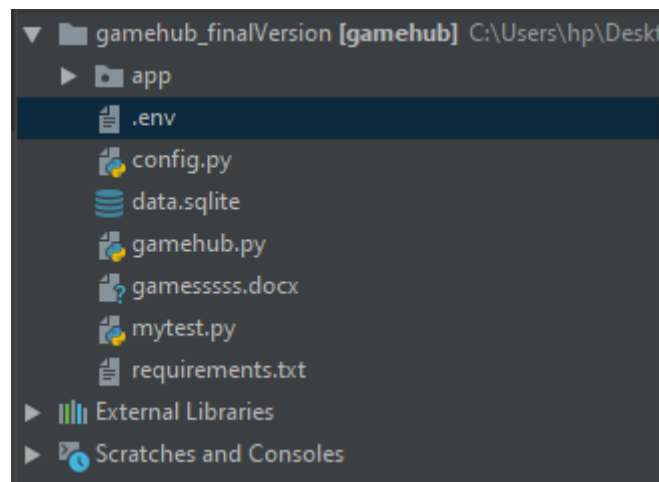 gamehub_finalVersion [gamehub] C:\Users\hp\Deskt
app
.env
config.py
data.sqlite
gamehub.py
gamesssss.docx
mytest.py
requirements.txt
External Libraries
Scratches and Consoles